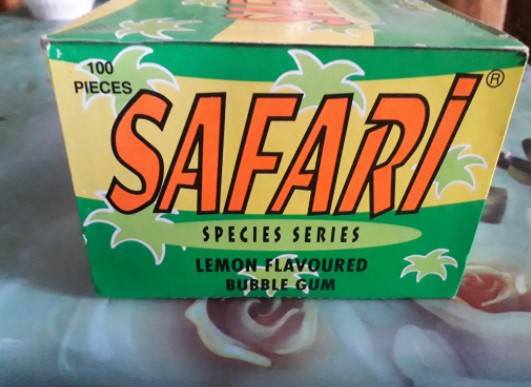 100
PIECES
SAFARi®
SPECIES SERIES
LEMON FLAVOURED
BUBBLE GUM